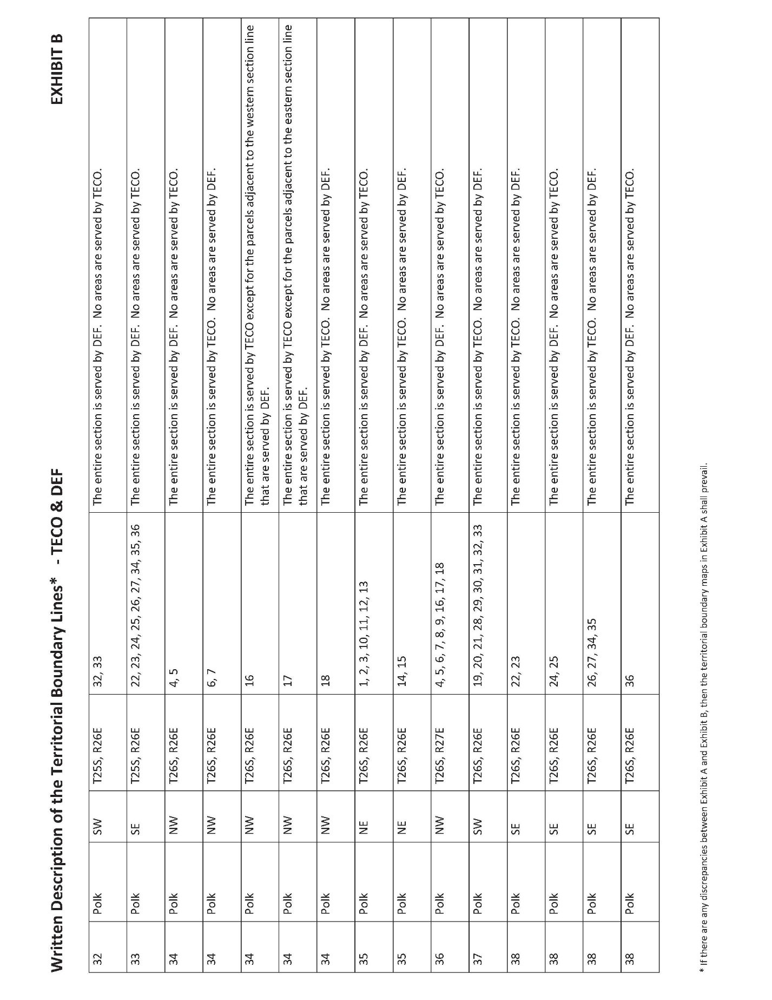 Written Description of the Territorial Boundary Lines* - TECO & DEF EXHIBIT B
32 Polk SW T25S, R26E 32, 33 The entire section is served by DEF. No areas are served by TECO.
33 Polk SE T25S, R26E 22, 23, 24, 25, 26, 27, 34, 35, 36 The entire section is served by DEF. No areas are served by TECO.
34 Polk NW T26S, R26E 4, 5 The entire section is served by DEF. No areas are served by TECO.
34 Polk NW T26S, R26E 6, 7 The entire section is served by TECO. No areas are served by DEF.
34 Polk NW T26S, R26E 16 The entire section is served by TECO except for the parcels adjacent to the western section line
that are served by DEF.
34 Polk NW T26S, R26E 17 The entire section is served by TECO except for the parcels adjacent to the eastern section line
that are served by DEF.
34 Polk NW T26S, R26E 18 The entire section is served by TECO. No areas are served by DEF.
35 Polk NE T26S, R26E 1, 2, 3, 10, 11, 12, 13 The entire section is served by DEF. No areas are served by TECO.
35 Polk NE T26S, R26E 14, 15 The entire section is served by TECO. No areas are served by DEF.
36 Polk NW T26S, R27E 4, 5, 6, 7, 8, 9, 16, 17, 18 The entire section is served by DEF. No areas are served by TECO.
37 Polk SW T26S, R26E 19, 20, 21, 28, 29, 30, 31, 32, 33 The entire section is served by TECO. No areas are served by DEF.
38 Polk SE T26S, R26E 22, 23 The entire section is served by TECO. No areas are served by DEF.
38 Polk SE T26S, R26E 24, 25 The entire section is served by DEF. No areas are served by TECO.
38 Polk SE T26S, R26E 26, 27, 34, 35 The entire section is served by TECO. No areas are served by DEF.
38 Polk SE T26S, R26E 36 The entire section is served by DEF. No areas are served by TECO.
* If there are any discrepancies between Exhibit A and Exhibit B, then the territorial boundary maps in Exhibit A shall prevail.